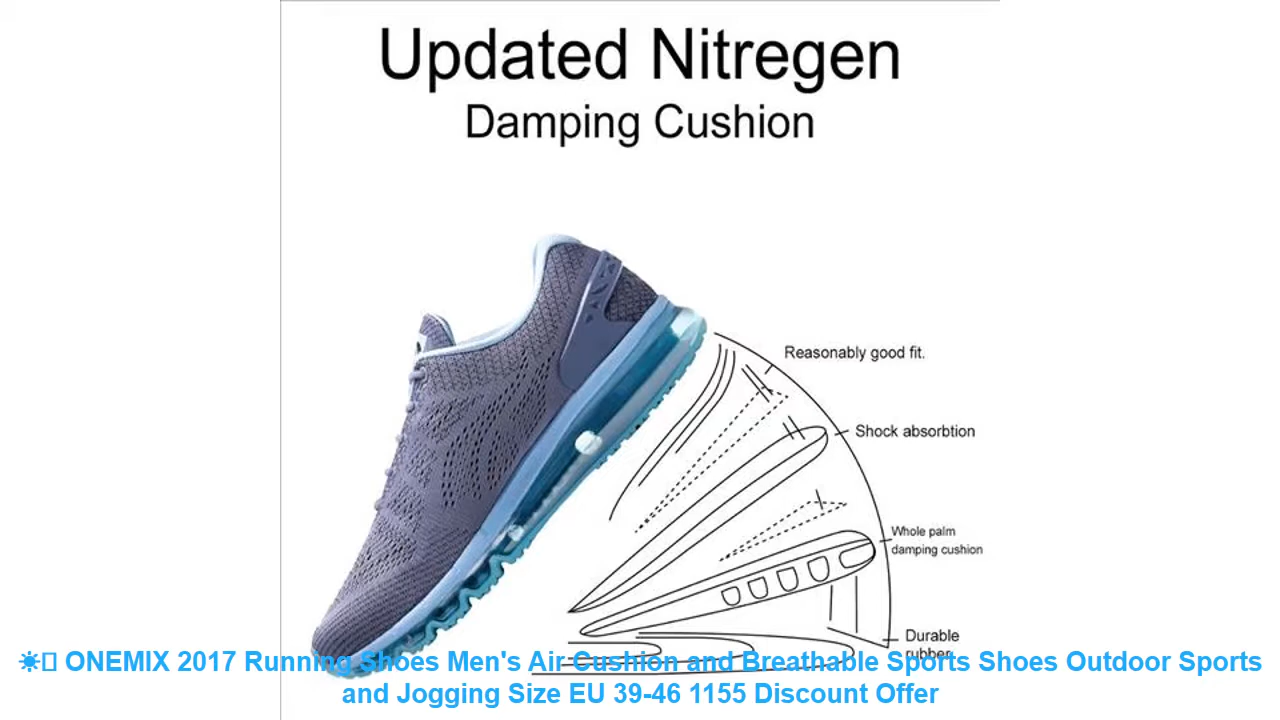 Updated Nitregen
Damping Cushion
Reasonably good fit.
Shock absorbtion
Whole palm
damping cushion
Durable
rubber
☀ ONEMIX 2017 Running Shoes Men's Air Cushion and Breathable Sports Shoes Outdoor Sports
and Jogging Size EU 39-46 1155 Discount Offer